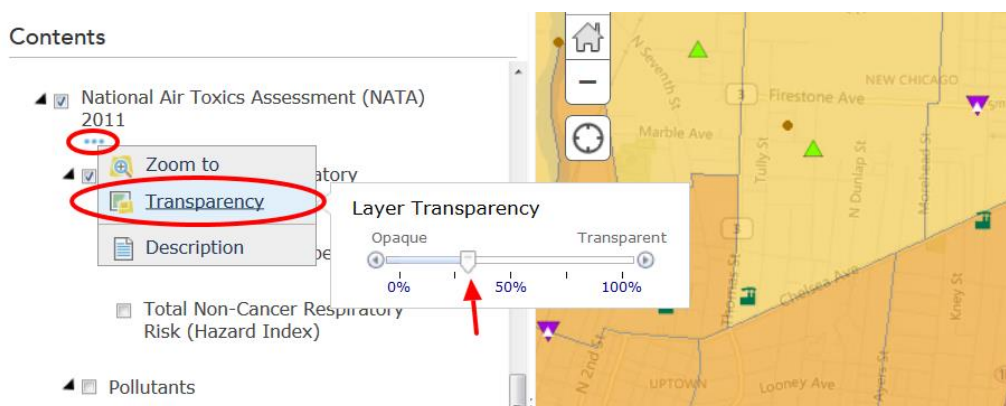 Contents
National Air Toxics Assessment (NATA)
2011
Zoom to
Transparency
Description
Layer Transparency
Opaque
Transparent
0%
50%
100%
Total Non-Cancer Respiratory
Risk (Hazard Index)
Pollutants
N Seventh St
NEW CHICAGO
3
Firestone Ave
Marble Ave
Tully St
N Dunlap St
Morehead St
Thomas St
Chelsea Ave
Kney St
N 2nd St
UPTOWN
Looney Ave
Ayers St